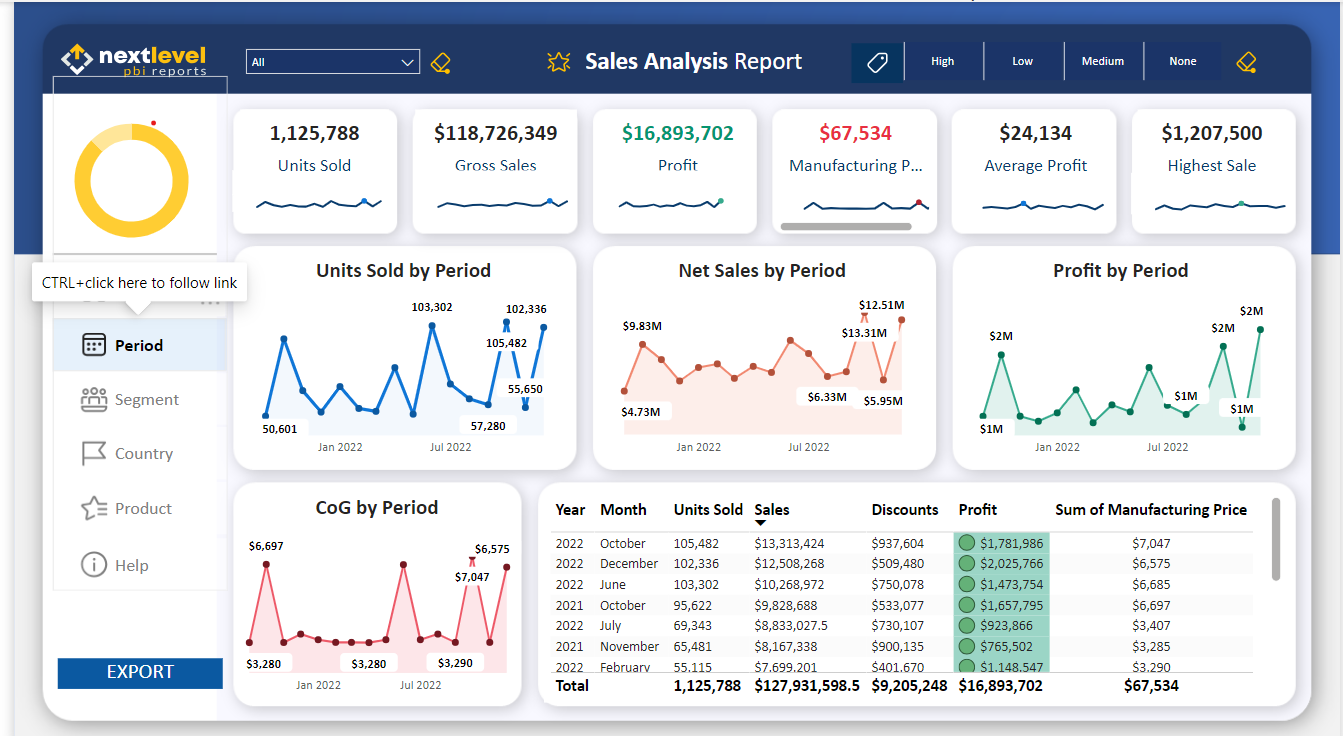 nextlevel
pbi reports
All
Sales Analysis Report
High
Low
Medium
None
1,125,788
Units Sold
$118,726,349
Gross Sales
$16,893,702
Profit
$67,534
Manufacturing P...
$24,134
Average Profit
$1,207,500
Highest Sale
CTRL+click here to follow link
Period
Segment
Country
Product
Help
EXPORT
Units Sold by Period
103,302
102,336
105,482
55,650
50,601
57,280
Jan 2022
Jul 2022
Net Sales by Period
$12.51M
$9.83M
$13.31M
$6.33M
$5.95M
$4.73M
Jan 2022
Jul 2022
Profit by Period
$2M
$2M
$2M
$1M
$1M
$1M
Jan 2022
Jul 2022
CoG by Period
$6,697
$6,575
$7,047
$3,280
$3,280
$3,290
Jan 2022
Jul 2022
Year Month Units Sold Sales Discounts Profit Sum of Manufacturing Price
2022 October 105,482 $13,313,424 $937,604 $1,781,986 $7,047
2022 December 102,336 $12,508,268 $509,480 $2,025,766 $6,575
2022 June 103,302 $10,268,972 $750,078 $1,473,754 $6,685
2021 October 95,622 $9,828,688 $533,077 $1,657,795 $6,697
2022 July 69,343 $8,833,027.5 $730,107 $923,866 $3,407
2021 November 65,481 $8,167,338 $900,135 $765,502 $3,285
2022 February 55,115 $7,699,201 $401,670 $1,148,547 $3,290
Total 1,125,788 $127,931,598.5 $9,205,248 $16,893,702 $67,534